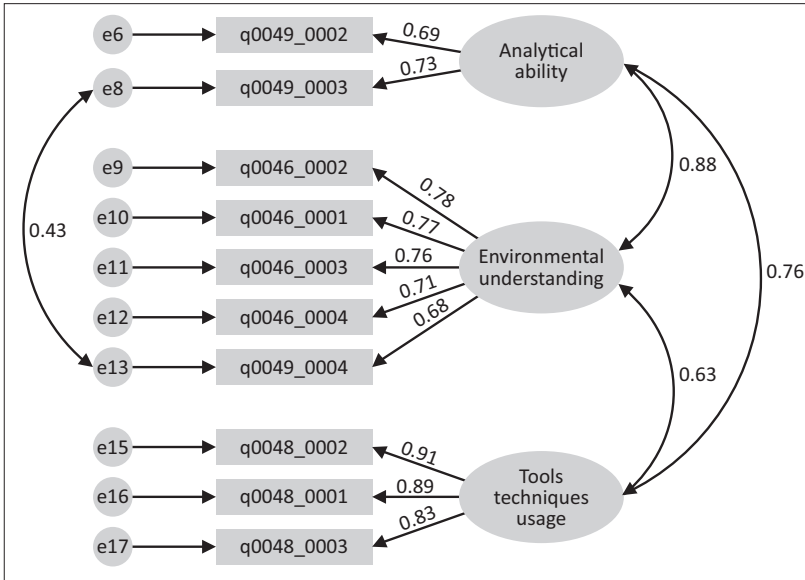 e6
q0049_0002
0.69
Analytical
ability
e8
q0049_0003
0.73
e9
q0046_0002
0.78
0.88
e10
q0046_0001
0.77
0.43
e11
q0046_0003
0.76
Environmental
understanding
0.76
e12
q0046_0004
0.71
e13
q0049_0004
0.68
0.63
e15
q0048_0002
0.91
e16
q0048_0001
0.89
Tools
techniques
usage
e17
q0048_0003
0.83